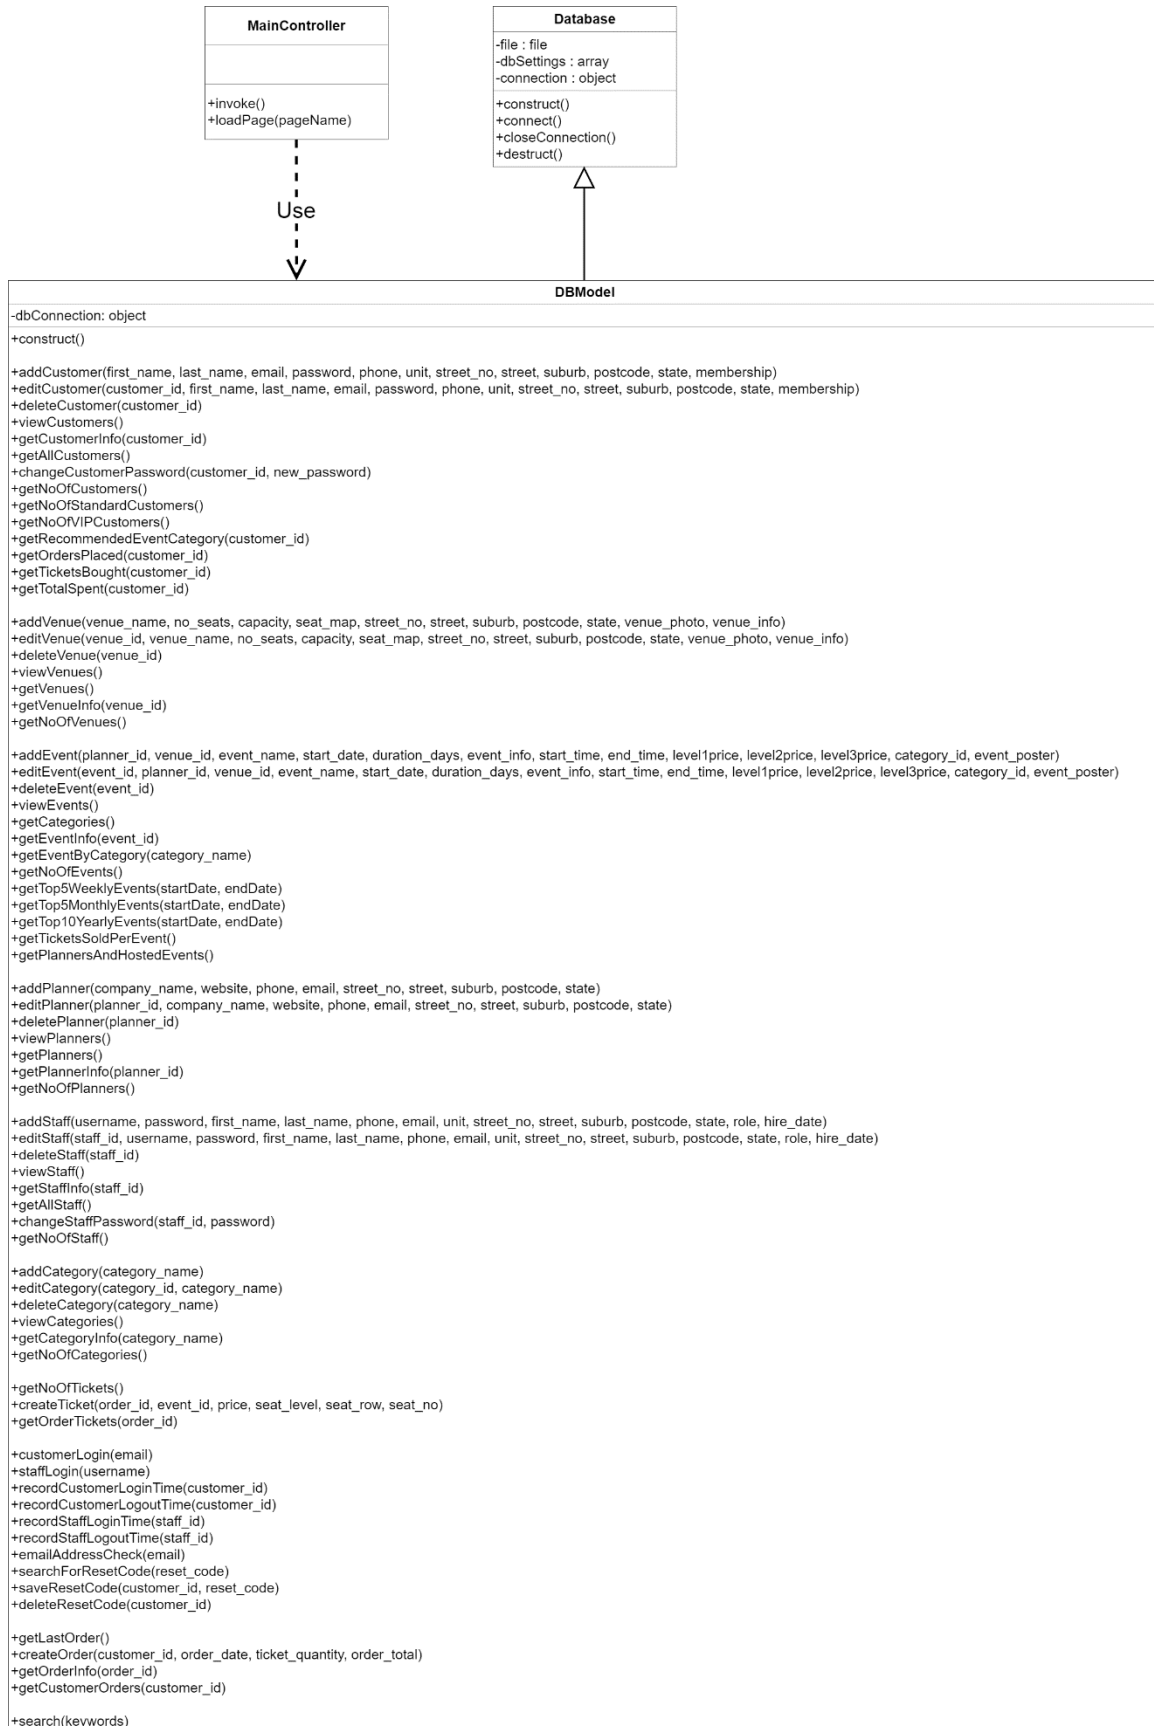 MainController
+invoke()
+loadPage(pageName)
Database
-file : file
-dbSettings : array
-connection : object
+construct()
+connect()
+closeConnection()
+destruct()
Use
DBModel
-dbConnection: object
+construct()
+addCustomer(first_name, last_name, email, password, phone, unit, street_no, street, suburb, postcode, state, membership)
+editCustomer(customer_id, first_name, last_name, email, password, phone, unit, street_no, street, suburb, postcode, state, membership)
+deleteCustomer(customer_id)
+viewCustomers()
+getCustomerInfo(customer_id)
+getAllCustomers()
+changeCustomerPassword(customer_id, new_password)
+getNoOfCustomers()
+getNoOfStandardCustomers()
+getNoOfVIPCustomers()
+getRecommendedEventCategory(customer_id)
+getOrdersPlaced(customer_id)
+getTicketsBought(customer_id)
+getTotalSpent(customer_id)
+addVenue(venue_name, no_seats, capacity, seat_map, street_no, street, suburb, postcode, state, venue_photo, venue_info)
+editVenue(venue_id, venue_name, no_seats, capacity, seat_map, street_no, street, suburb, postcode, state, venue_photo, venue_info)
+deleteVenue(venue_id)
+viewVenues()
+getVenues()
+getVenueInfo(venue_id)
+getNoOfVenues()
+addEvent(planner_id, venue_id, event_name, start_date, duration_days, event_info, start_time, end_time, level1price, level2price, level3price, category_id, event_poster)
+editEvent(event_id, planner_id, venue_id, event_name, start_date, duration_days, event_info, start_time, end_time, level1price, level2price, level3price, category_id, event_poster)
+deleteEvent(event_id)
+viewEvents()
+getCategories()
+getEventInfo(event_id)
+getEventByCategory(category_name)
+getNoOfEvents()
+getTop5WeeklyEvents(startDate, endDate)
+getTop5MonthlyEvents(startDate, endDate)
+getTop10YearlyEvents(startDate, endDate)
+getTicketsSoldPerEvent()
+getPlannersAndHostedEvents()
+addPlanner(company_name, website, phone, email, street_no, street, suburb, postcode, state)
+editPlanner(planner_id, company_name, website, phone, email, street_no, street, suburb, postcode, state)
+deletePlanner(planner_id)
+viewPlanners()
+getPlanners()
+getPlannerInfo(planner_id)
+getNoOfPlanners()
+addStaff(username, password, first_name, last_name, phone, email, unit, street_no, street, suburb, postcode, state, role, hire_date)
+editStaff(staff_id, username, password, first_name, last_name, phone, email, unit, street_no, street, suburb, postcode, state, role, hire_date)
+deleteStaff(staff_id)
+viewStaff()
+getStaffInfo(staff_id)
+getAllStaff()
+changeStaffPassword(staff_id, password)
+getNoOfStaff()
+addCategory(category_name)
+editCategory(category_id, category_name)
+deleteCategory(category_name)
+viewCategories()
+getCategoryInfo(category_name)
+getNoOfCategories()
+getNoOfTickets()
+createTicket(order_id, event_id, price, seat_level, seat_row, seat_no)
+getOrderTickets(order_id)
+customerLogin(email)
+staffLogin(username)
+recordCustomerLoginTime(customer_id)
+recordCustomerLogoutTime(customer_id)
+recordStaffLoginTime(staff_id)
+recordStaffLogoutTime(staff_id)
+emailAddressCheck(email)
+searchForResetCode(reset_code)
+saveResetCode(customer_id, reset_code)
+deleteResetCode(customer_id)
+getLastOrder()
+createOrder(customer_id, order_date, ticket_quantity, order_total)
+getOrderInfo(order_id)
+getCustomerOrders(customer_id)
+search(keywords)